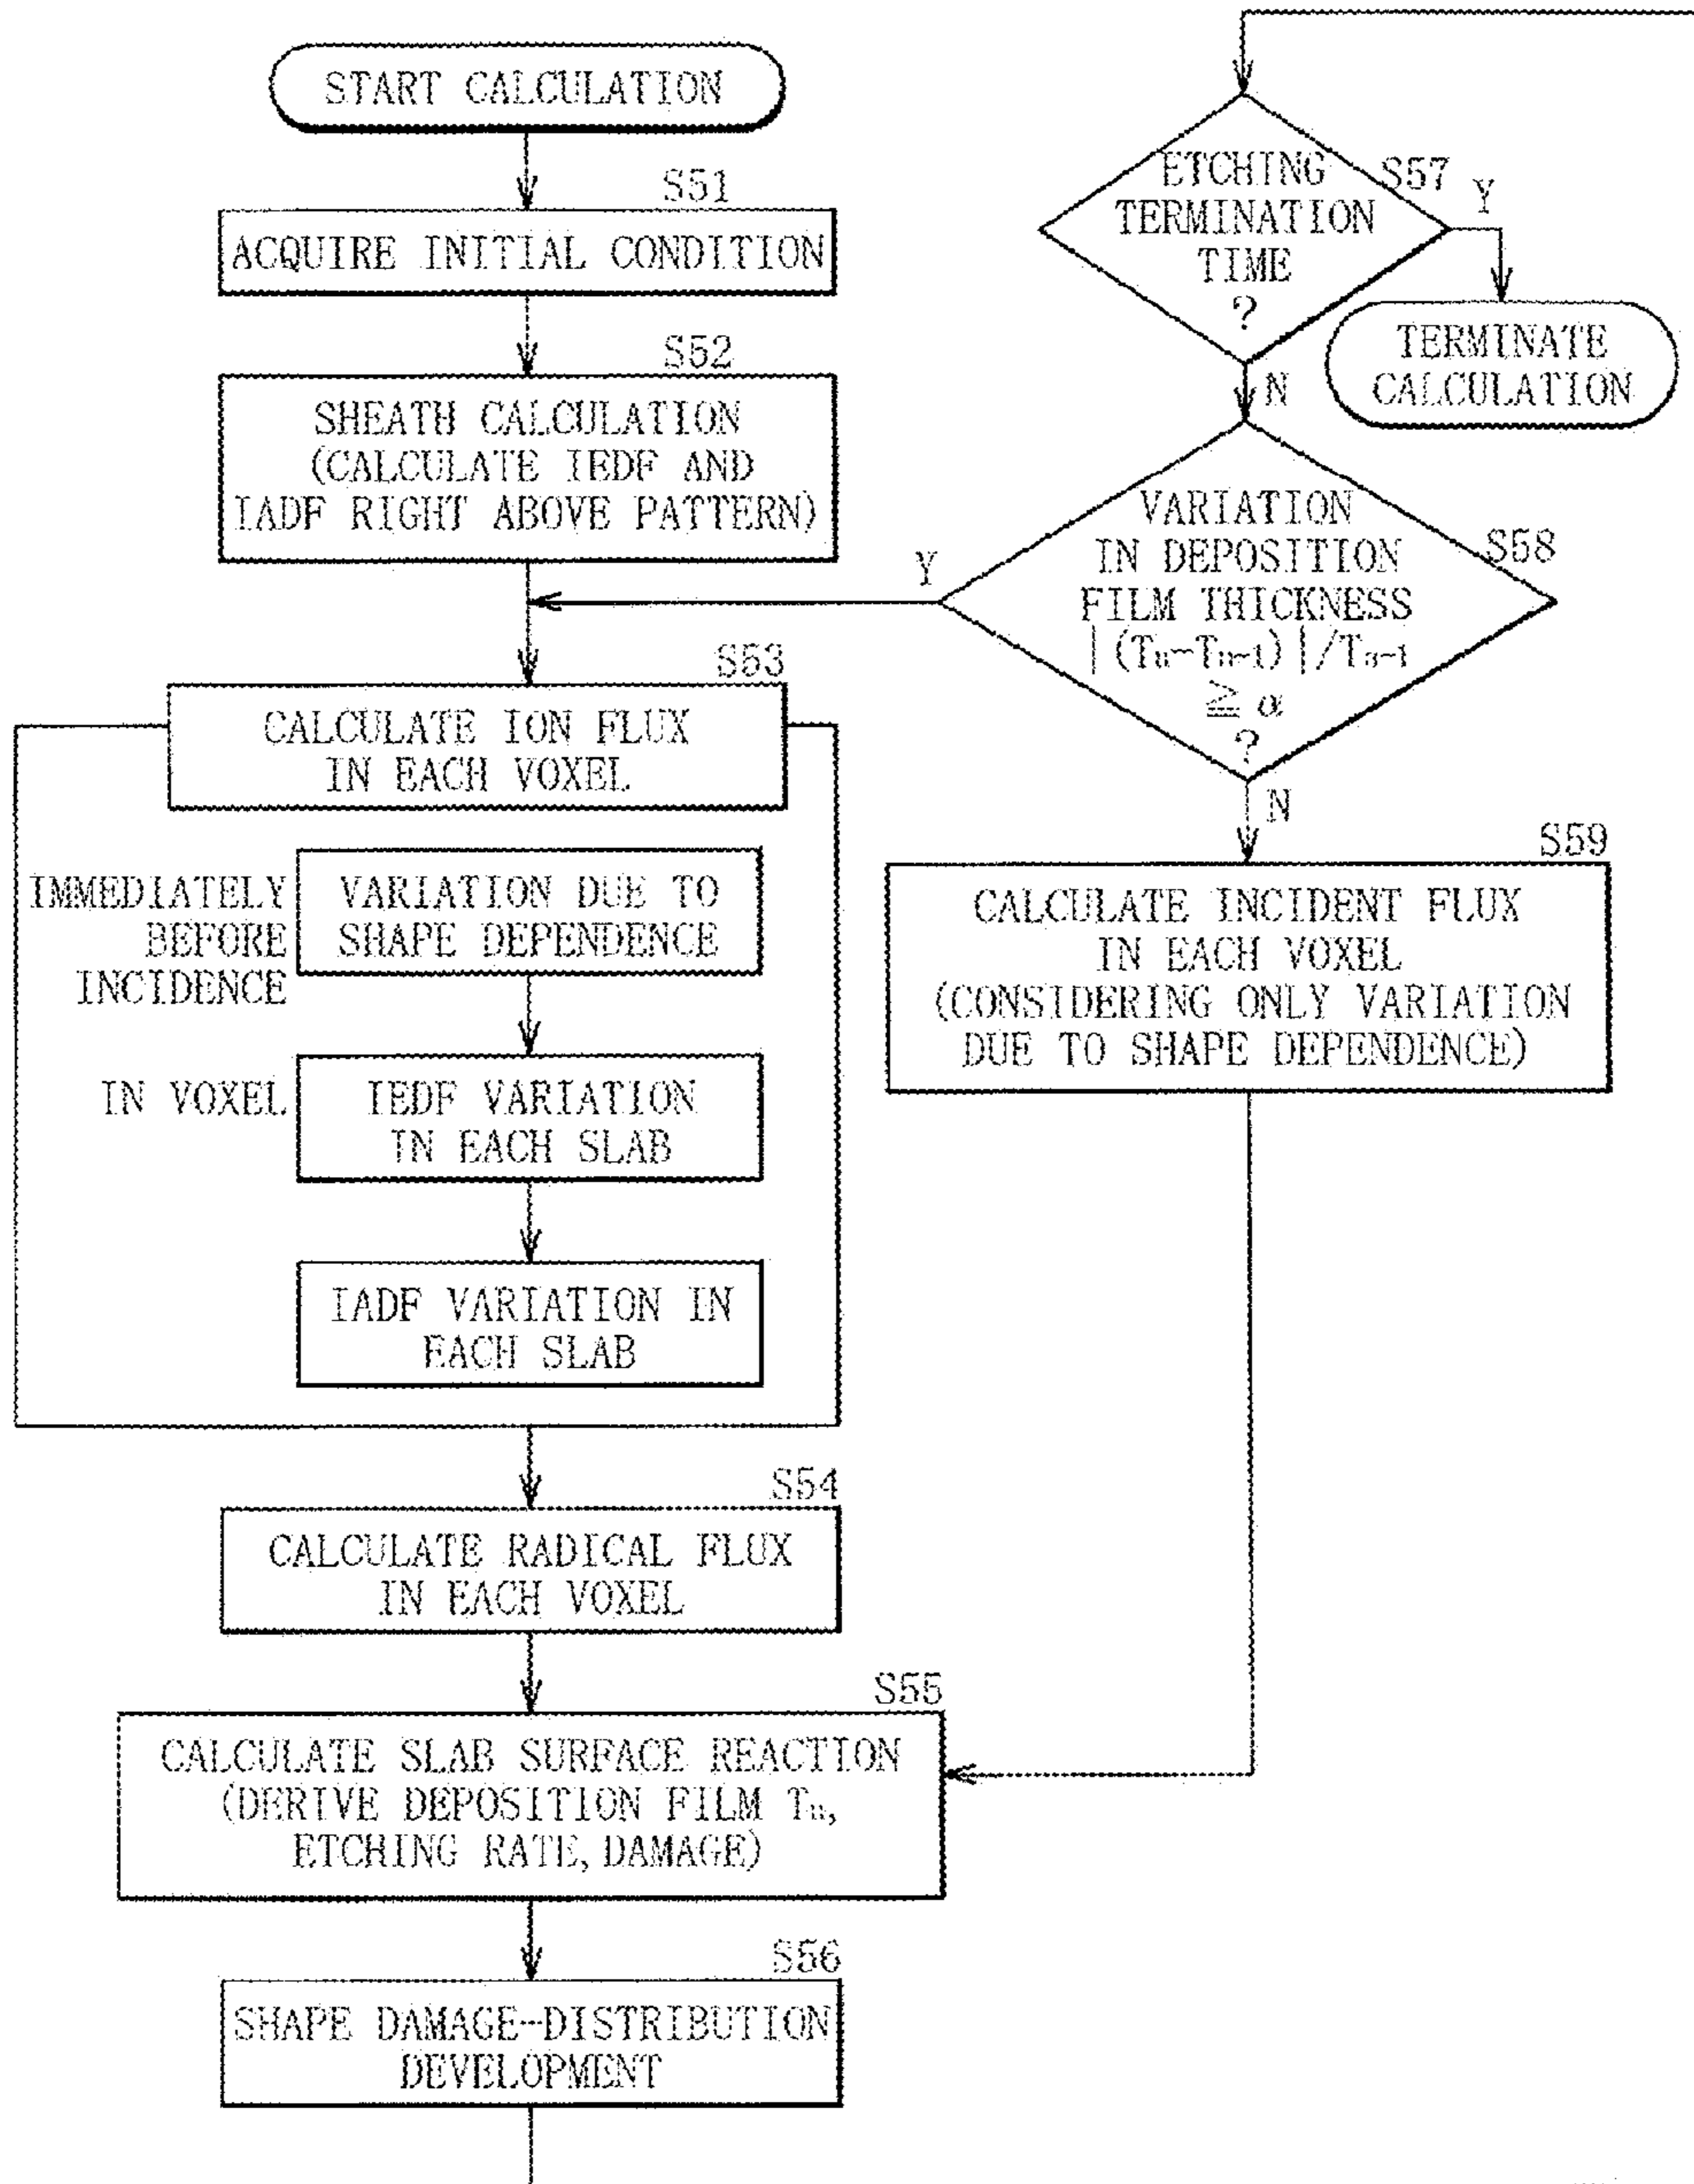 START CALCULATION
S51
ACQUIRE INITIAL CONDITION
S52
SHEATH CALCULATION
(CALCULATE IEDF AND
IADF RIGHT ABOVE PATTERN)
S53
CALCULATE ION FLUX
IN EACH VOXEL
IMMEDIATELY
BEFORE
INCIDENCE
VARIATION DUE TO
SHAPE DEPENDENCE
IN VOXEL
IEDF VARIATION
IN EACH SLAB
IADF VARIATION IN
EACH SLAB
S54
CALCULATE RADICAL FLUX
IN EACH VOXEL
S55
CALCULATE SLAB SURFACE REACTION
(DERIVE DEPOSITION FILM Tn,
ETCHING RATE, DAMAGE)
S56
SHAPE DAMAGE-DISTRIBUTION
DEVELOPMENT
ETCHING
TERMINATION
TIME
?
S57
Y
TERMINATE
CALCULATION
N
VARIATION
IN DEPOSITION
FILM THICKNESS
|(Tn-Tn-1)|/Tn-1
≧ α
?
S58
Y
N
S59
CALCULATE INCIDENT FLUX
IN EACH VOXEL
(CONSIDERING ONLY VARIATION
DUE TO SHAPE DEPENDENCE)